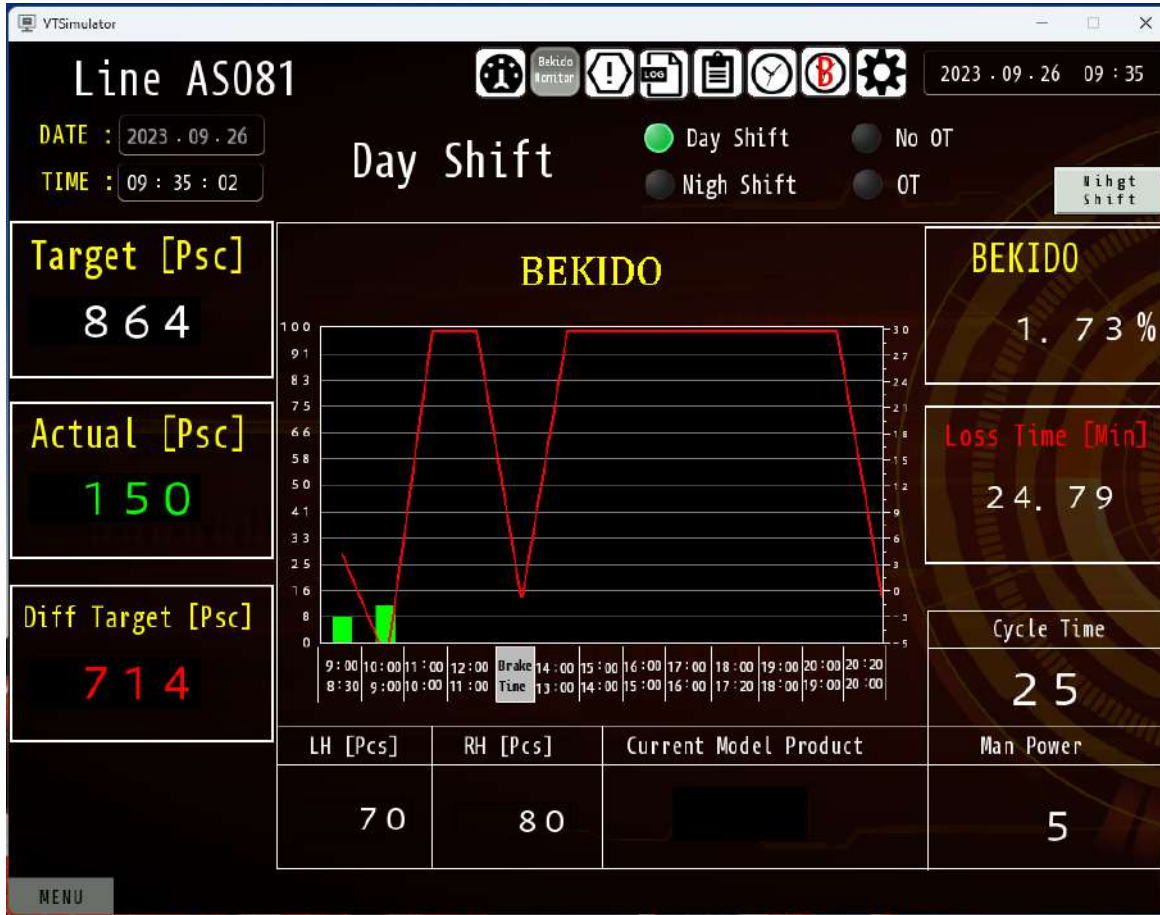 VTSimulator
Line AS081
Bekido
Monitor
LOG
B
2023.09.26 09:35
DATE : 2023.09.26
TIME : 09:35:02
Day Shift
Day Shift
No OT
Nigh Shift
OT
Nihgt
Shift
Target [Psc]
864
Actual [Psc]
150
Diff Target [Psc]
714
BEKIDO
100
91
83
75
66
58
50
41
33
25
16
8
0
30
27
24
21
18
15
12
9
6
3
0
-3
-5
9:00 10:00 11:00 12:00 Brake 14:00 15:00 16:00 17:00 18:00 19:00 20:00 20:20
8:30 9:00 10:00 11:00 Time 13:00 14:00 15:00 16:00 17:20 18:00 19:00 20:00
BEKIDO
1.73%
Loss Time [Min]
24.79
Cycle Time
25
LH [Pcs] RH [Pcs] Current Model Product Man Power
70 80 5
MENU